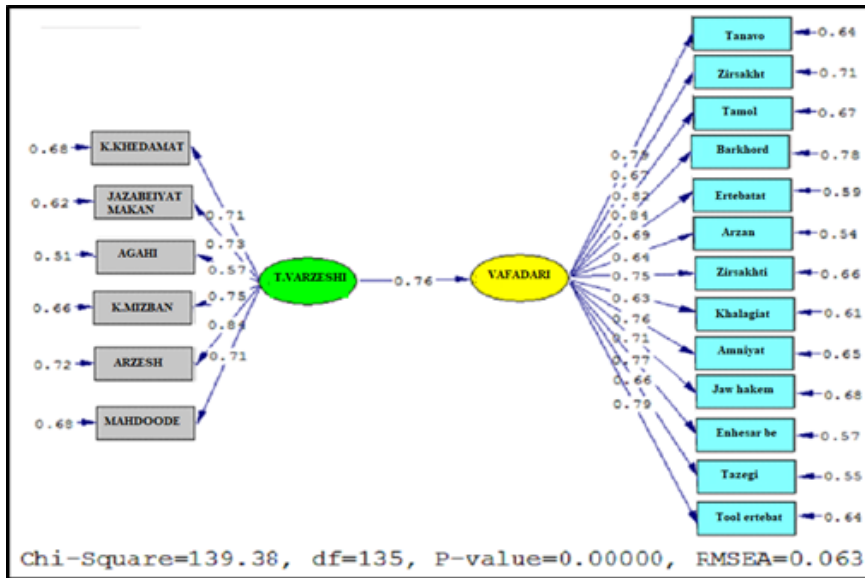 0.68 K.KHEDAMAT
0.62 JAZABEIYAT
MAKAN
0.51 AGAHI
0.66 K.MIZBAN
0.72 ARZESH
0.68 MAHDOODE
0.71
0.73
0.57
0.75
0.84
0.71
T.VARZESHI
0.76
VAFADARI
0.79
0.67
0.82
0.84
0.69
0.64
0.75
0.63
0.76
0.71
0.77
0.66
0.79
Tanavo 0.64
Zirsakht 0.71
Tamol 0.67
Barkhord 0.78
Ertebatat 0.59
Arzan 0.54
Zirsakhti 0.66
Khalagiat 0.61
Amniyat 0.65
Jaw hakem 0.68
Enhesar be 0.57
Tazegi 0.55
Tool ertebat 0.64
Chi-Square=139.38, df=135, P-value=0.00000, RMSEA=0.063